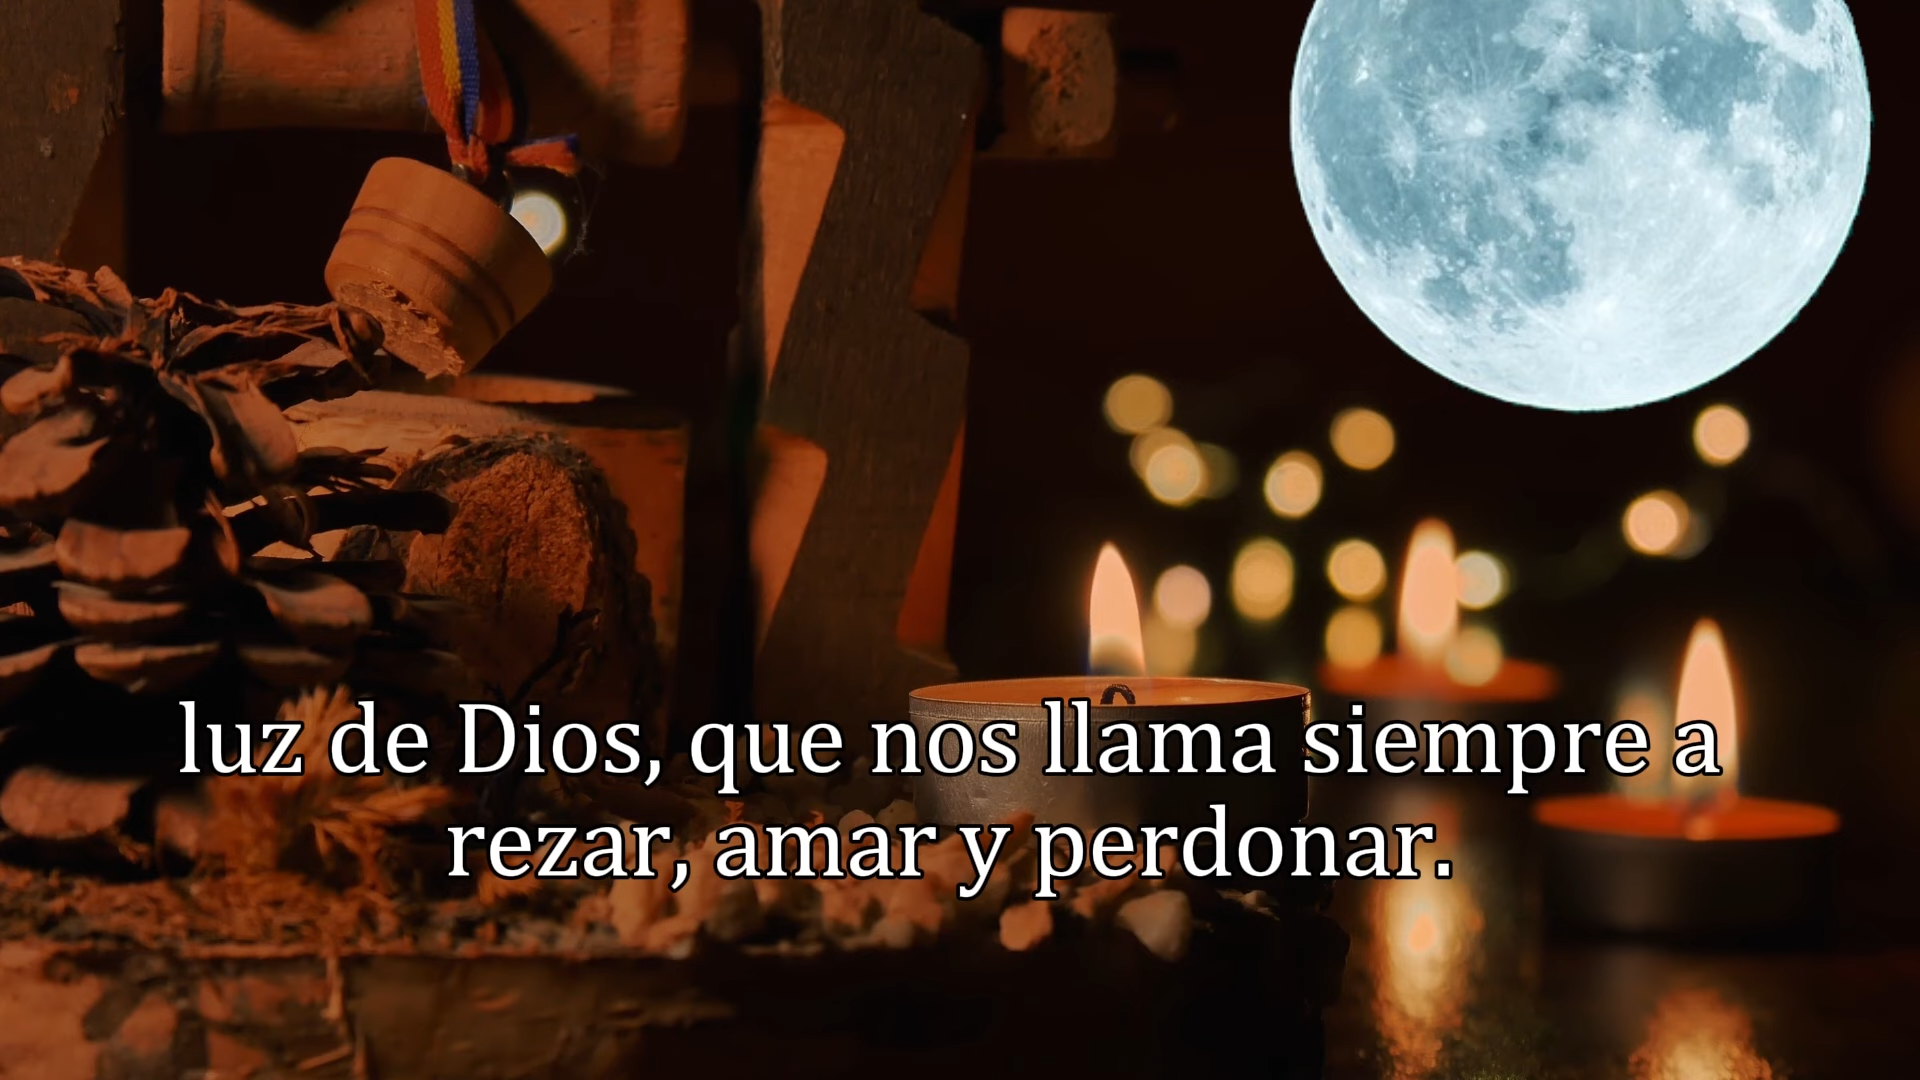 luz de Dios, que nos llama siempre a
rezar, amar y perdonar.